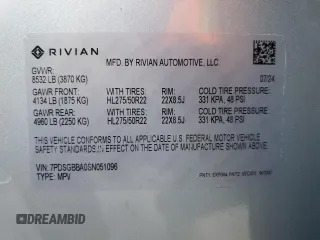 RIVIAN
MFD. BY RIVIAN AUTOMOTIVE, LLC
GVWR:
8532 LB (3870 KG)
07/24
GAWR FRONT: WITH TIRES: RIM: COLD TIRE PRESSURE:
4134 LB (1875 KG) HL275/50R22 22X8.5J 331 KPA, 48 PSI
GAWR REAR: WITH TIRES: RIM: COLD TIRE PRESSURE:
4960 LB (2250 KG) HL275/50R22 22X8.5J 331 KPA, 48 PSI
THIS VEHICLE CONFORMS TO ALL APPLICABLE U.S. FEDERAL MOTOR VEHICLE
SAFETY STANDARDS IN EFFECT ON THE DATE OF MANUFACTURE SHOWN ABOVE.
VIN: 7PDSGBBA0SN051096
TYPE: MPV
DREAMBID